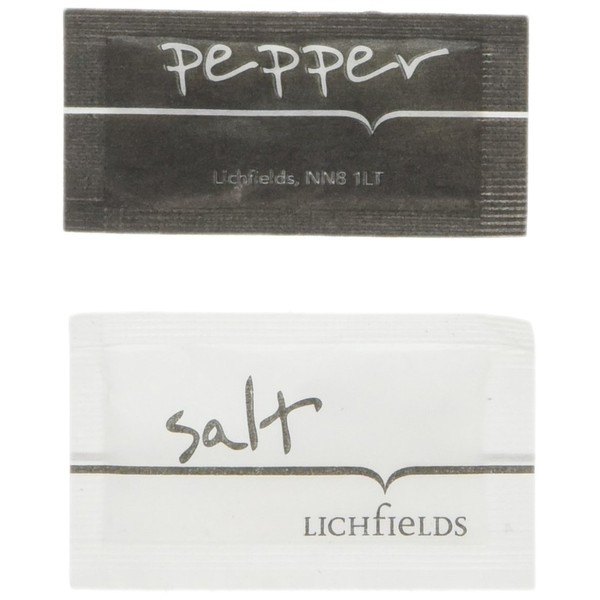 pepper
Lichfields, NN8 1LT
salt
LICHfIELDS